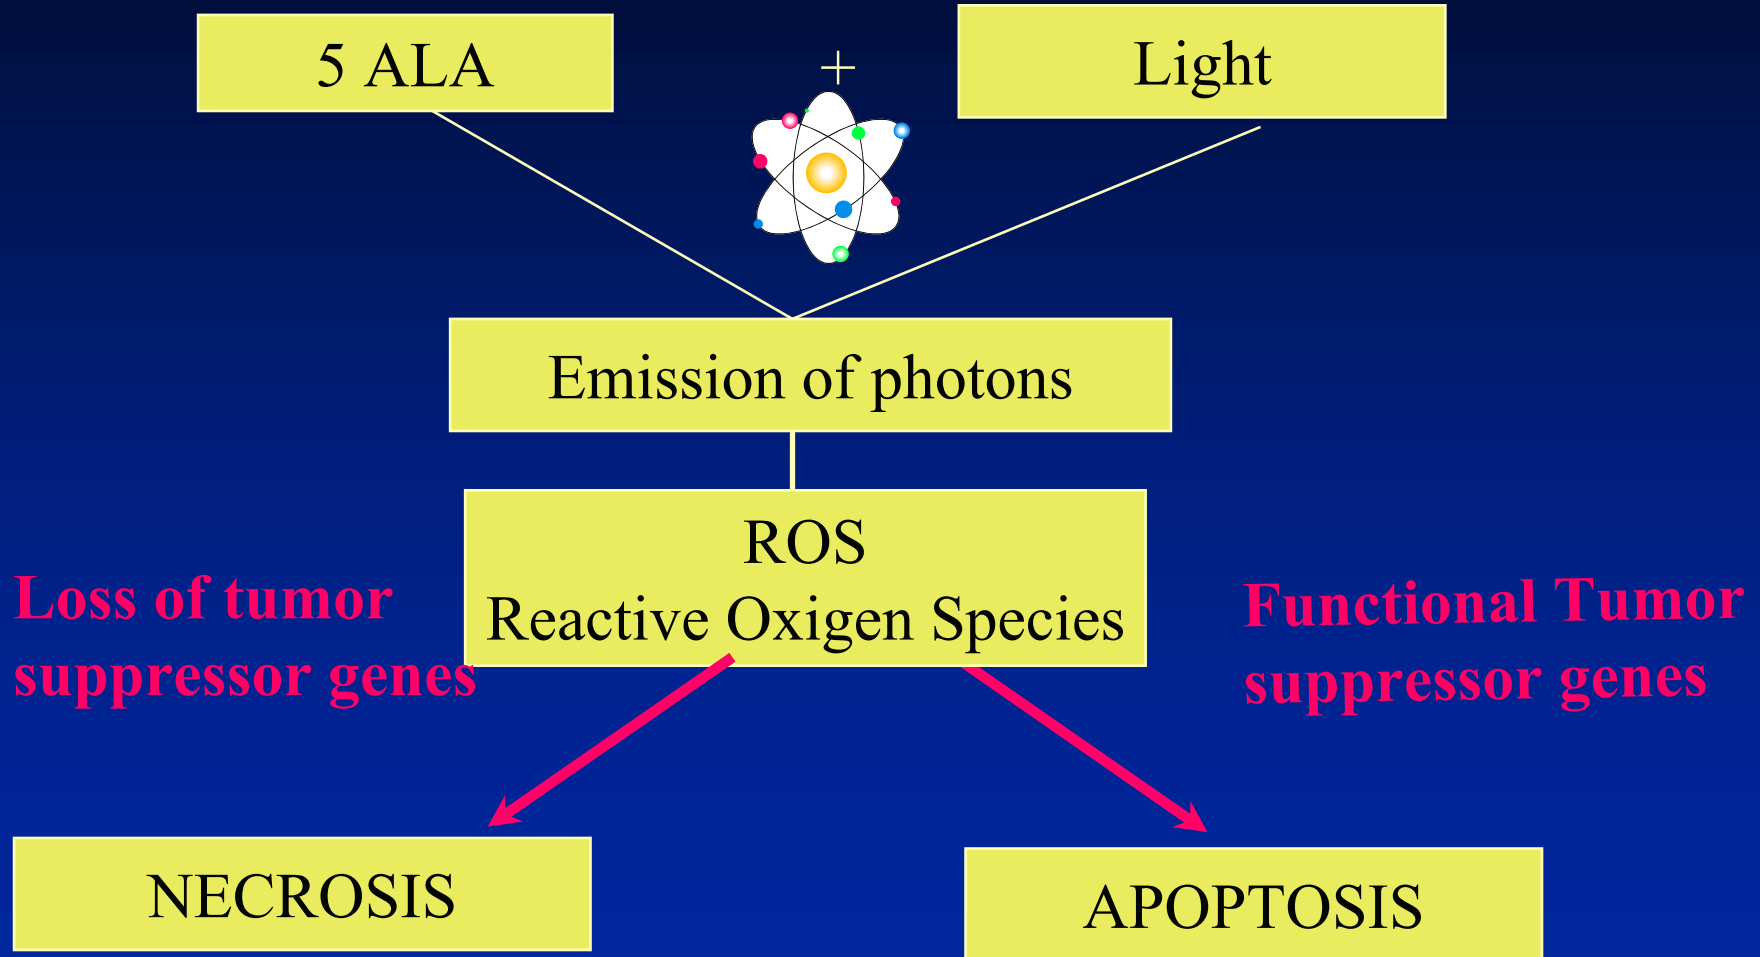 5 ALA
+
Light
Emission of photons
ROS
Reactive Oxigen Species
Loss of tumor
suppressor genes
Functional Tumor
suppressor genes
NECROSIS
APOPTOSIS